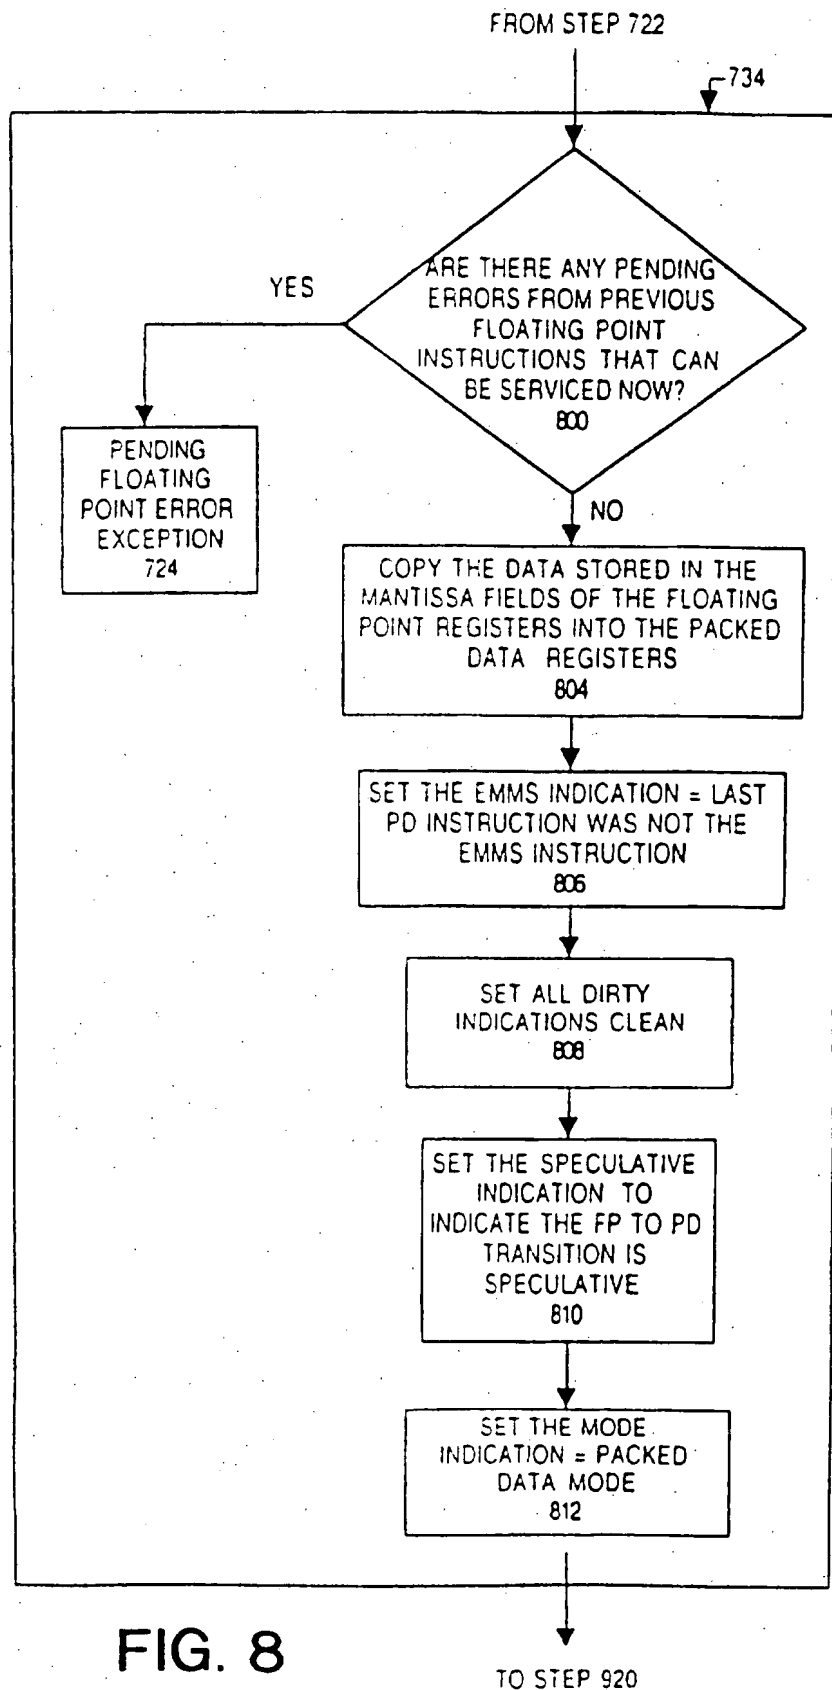 FROM STEP 722
734
ARE THERE ANY PENDING
ERRORS FROM PREVIOUS
FLOATING POINT
INSTRUCTIONS THAT CAN
BE SERVICED NOW?
800
YES
PENDING
FLOATING
POINT ERROR
EXCEPTION
724
NO
COPY THE DATA STORED IN THE
MANTISSA FIELDS OF THE FLOATING
POINT REGISTERS INTO THE PACKED
DATA REGISTERS
804
SET THE EMMS INDICATION = LAST
PD INSTRUCTION WAS NOT THE
EMMS INSTRUCTION
806
SET ALL DIRTY
INDICATIONS CLEAN
808
SET THE SPECULATIVE
INDICATION TO
INDICATE THE FP TO PD
TRANSITION IS
SPECULATIVE
810
SET THE MODE
INDICATION = PACKED
DATA MODE
812
FIG. 8
TO STEP 920